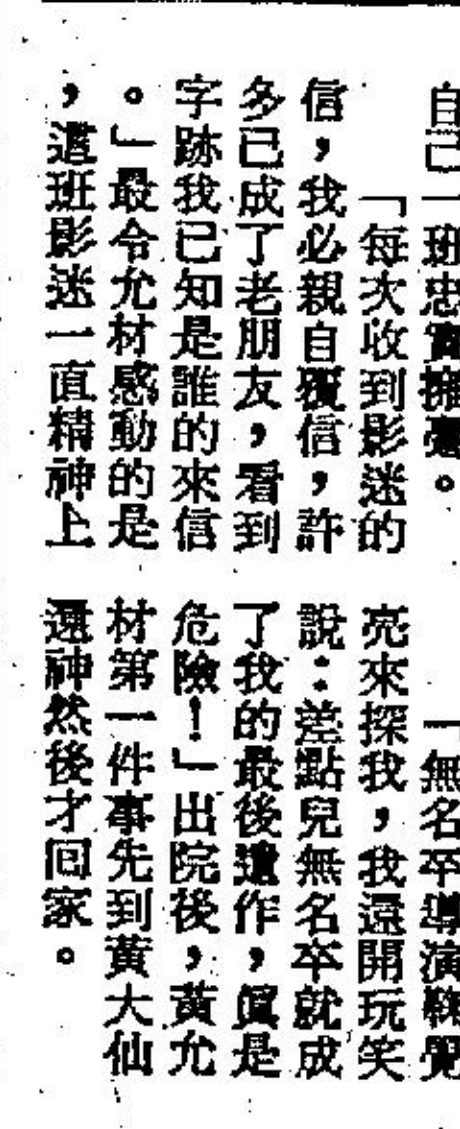 自己一班忠實擁躉。
「每次收到影迷的
信,我必親自覆信,許
多已成了老朋友,看到
字跡我已知是誰的來信
。」最令允材感動的是
,這班影迷一直精神上
「無名卒導演鞠覺
亮來探我,我還開玩笑
說:差點兒無名卒就成
了我的最後遺作,眞是
危險!」出院後,黃允
材第一件事先到黃大仙
還神然後才回家。